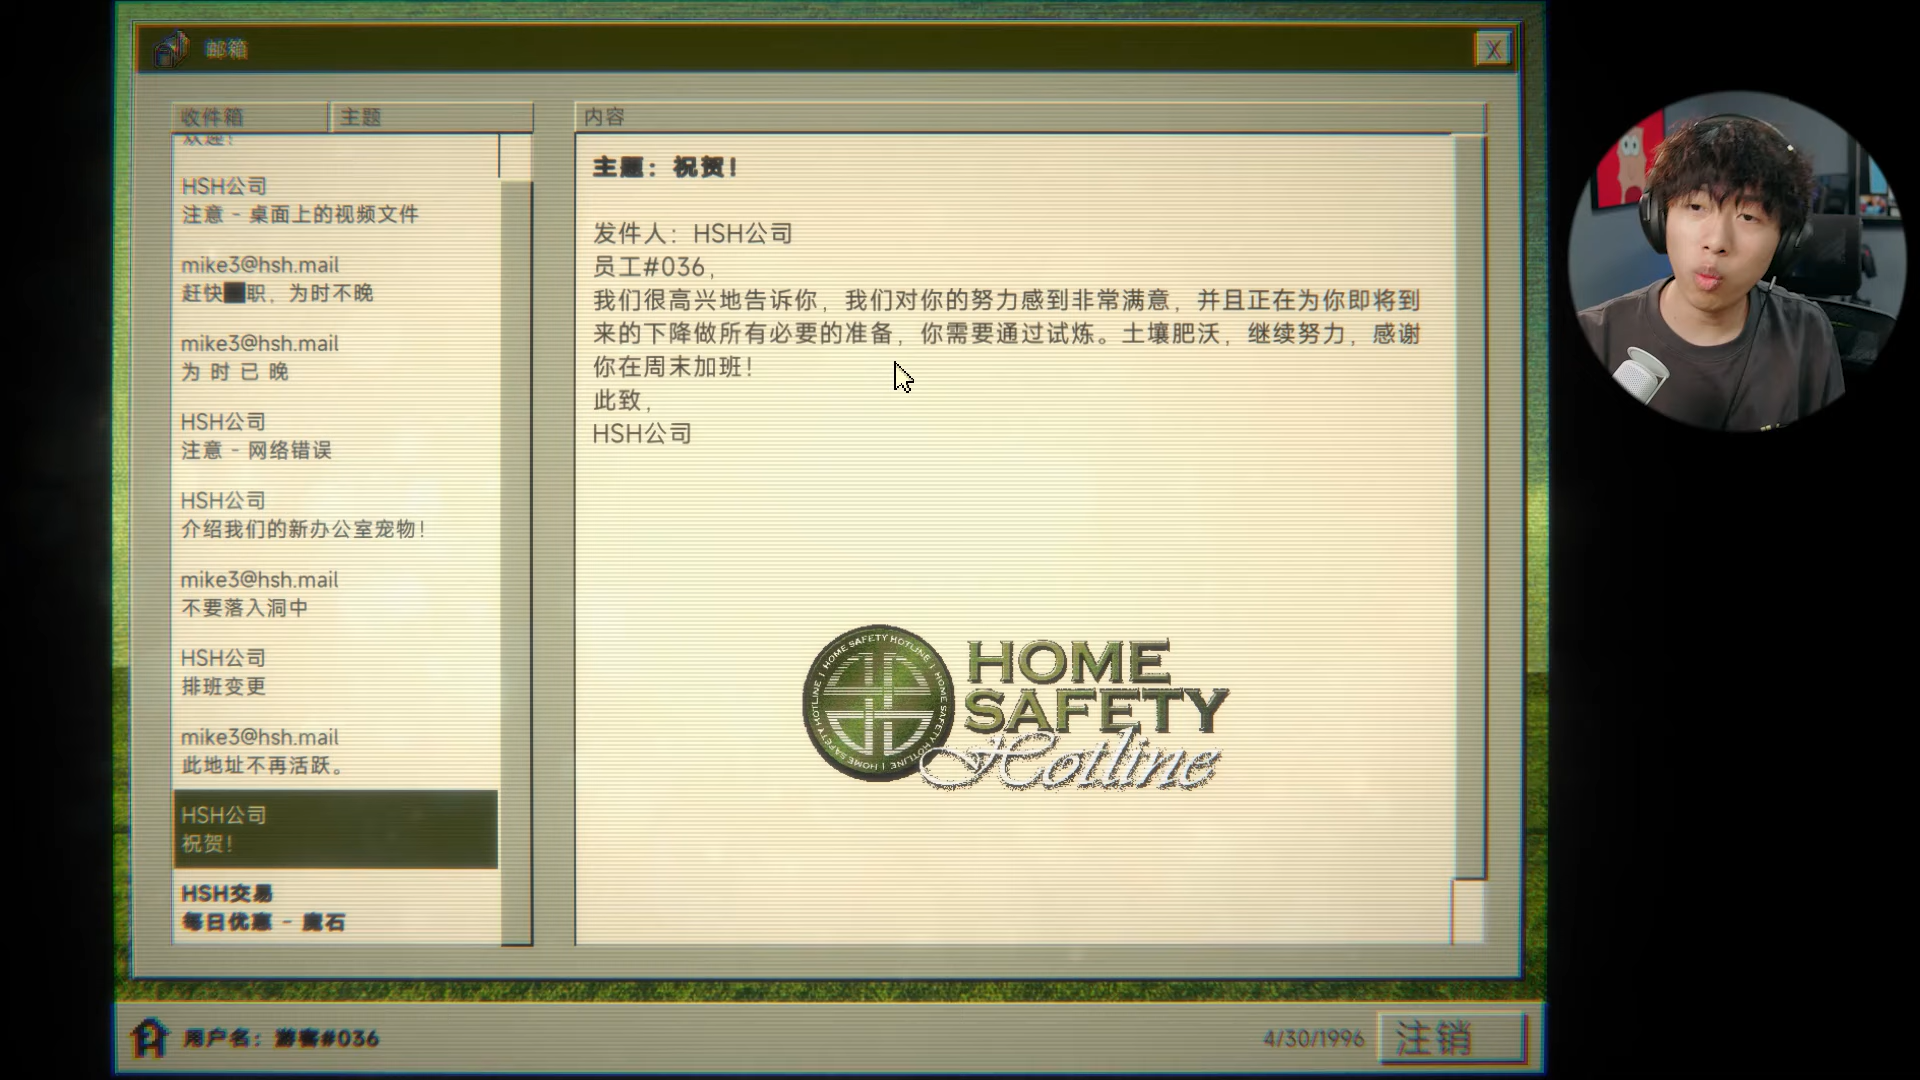 邮箱
X
收件箱
主题
内容
欢迎！
HSH公司
注意 - 桌面上的视频文件
mike3@hsh.mail
赶快█职，为时不晚
mike3@hsh.mail
为 时 已 晚
HSH公司
注意 - 网络错误
HSH公司
介绍我们的新办公室宠物！
mike3@hsh.mail
不要落入洞中
HSH公司
排班变更
mike3@hsh.mail
此地址不再活跃。
HSH公司
祝贺！
HSH交易
每日优惠 - 魔石
主题：祝贺！
发件人：HSH公司
员工#036，
我们很高兴地告诉你，我们对你的努力感到非常满意，并且正在为你即将到
来的下降做所有必要的准备，你需要通过试炼。土壤肥沃，继续努力，感谢
你在周末加班！
此致，
HSH公司
HOME SAFETY HOTLINE | HOME SAFETY HOTLINE | HOME SAFETY HOTLINE |
HOME
SAFETY
Hotline
用户名：游客#036
4/30/1996
注销